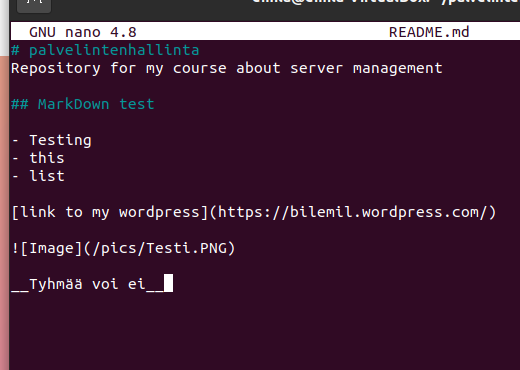 GNU nano 4.8 README.md
# palvelintenhallinta
Repository for my course about server management
## MarkDown test
- Testing
- this
- list
[link to my wordpress](https://bilemil.wordpress.com/)
![Image](/pics/Testi.PNG)
__Tyhmää voi ei__